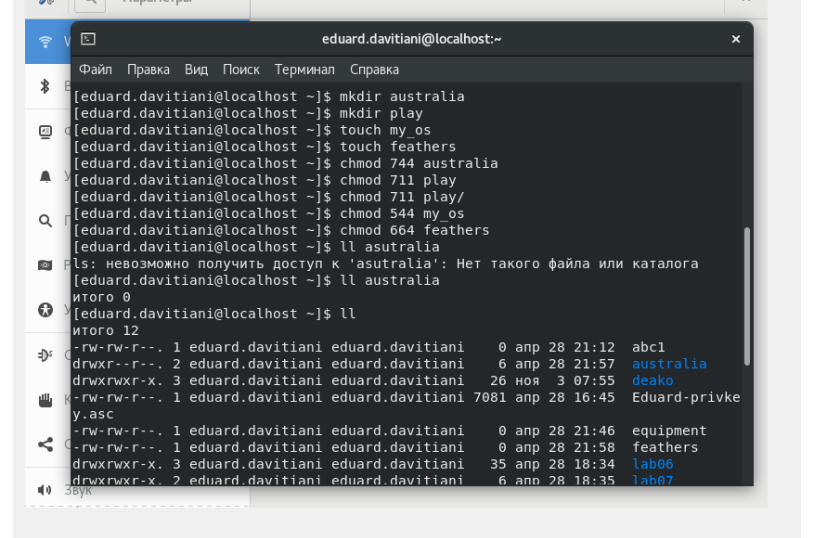 eduard.davitiani@localhost:~
Файл Правка Вид Поиск Терминал Справка
[eduard.davitiani@localhost ~]$ mkdir australia
[eduard.davitiani@localhost ~]$ mkdir play
[eduard.davitiani@localhost ~]$ touch my_os
[eduard.davitiani@localhost ~]$ touch feathers
[eduard.davitiani@localhost ~]$ chmod 744 australia
[eduard.davitiani@localhost ~]$ chmod 711 play
[eduard.davitiani@localhost ~]$ chmod 711 play/
[eduard.davitiani@localhost ~]$ chmod 544 my_os
[eduard.davitiani@localhost ~]$ chmod 664 feathers
[eduard.davitiani@localhost ~]$ ll asutralia
ls: невозможно получить доступ к 'asutralia': Нет такого файла или каталога
[eduard.davitiani@localhost ~]$ ll australia
итого 0
[eduard.davitiani@localhost ~]$ ll
итого 12
-rw-rw-r--. 1 eduard.davitiani eduard.davitiani 0 апр 28 21:12 abc1
drwxr--r--. 2 eduard.davitiani eduard.davitiani 6 апр 28 21:57 australia
drwxrwxr-x. 3 eduard.davitiani eduard.davitiani 26 ноя 3 07:55 deako
-rw-rw-r--. 1 eduard.davitiani eduard.davitiani 7081 апр 28 16:45 Eduard-privke
y.asc
-rw-rw-r--. 1 eduard.davitiani eduard.davitiani 0 апр 28 21:46 equipment
-rw-rw-r--. 1 eduard.davitiani eduard.davitiani 0 апр 28 21:58 feathers
drwxrwxr-x. 3 eduard.davitiani eduard.davitiani 35 апр 28 18:34 lab06
drwxrwxr-x. 2 eduard.davitiani eduard.davitiani 6 апр 28 18:35 lab07
Звук